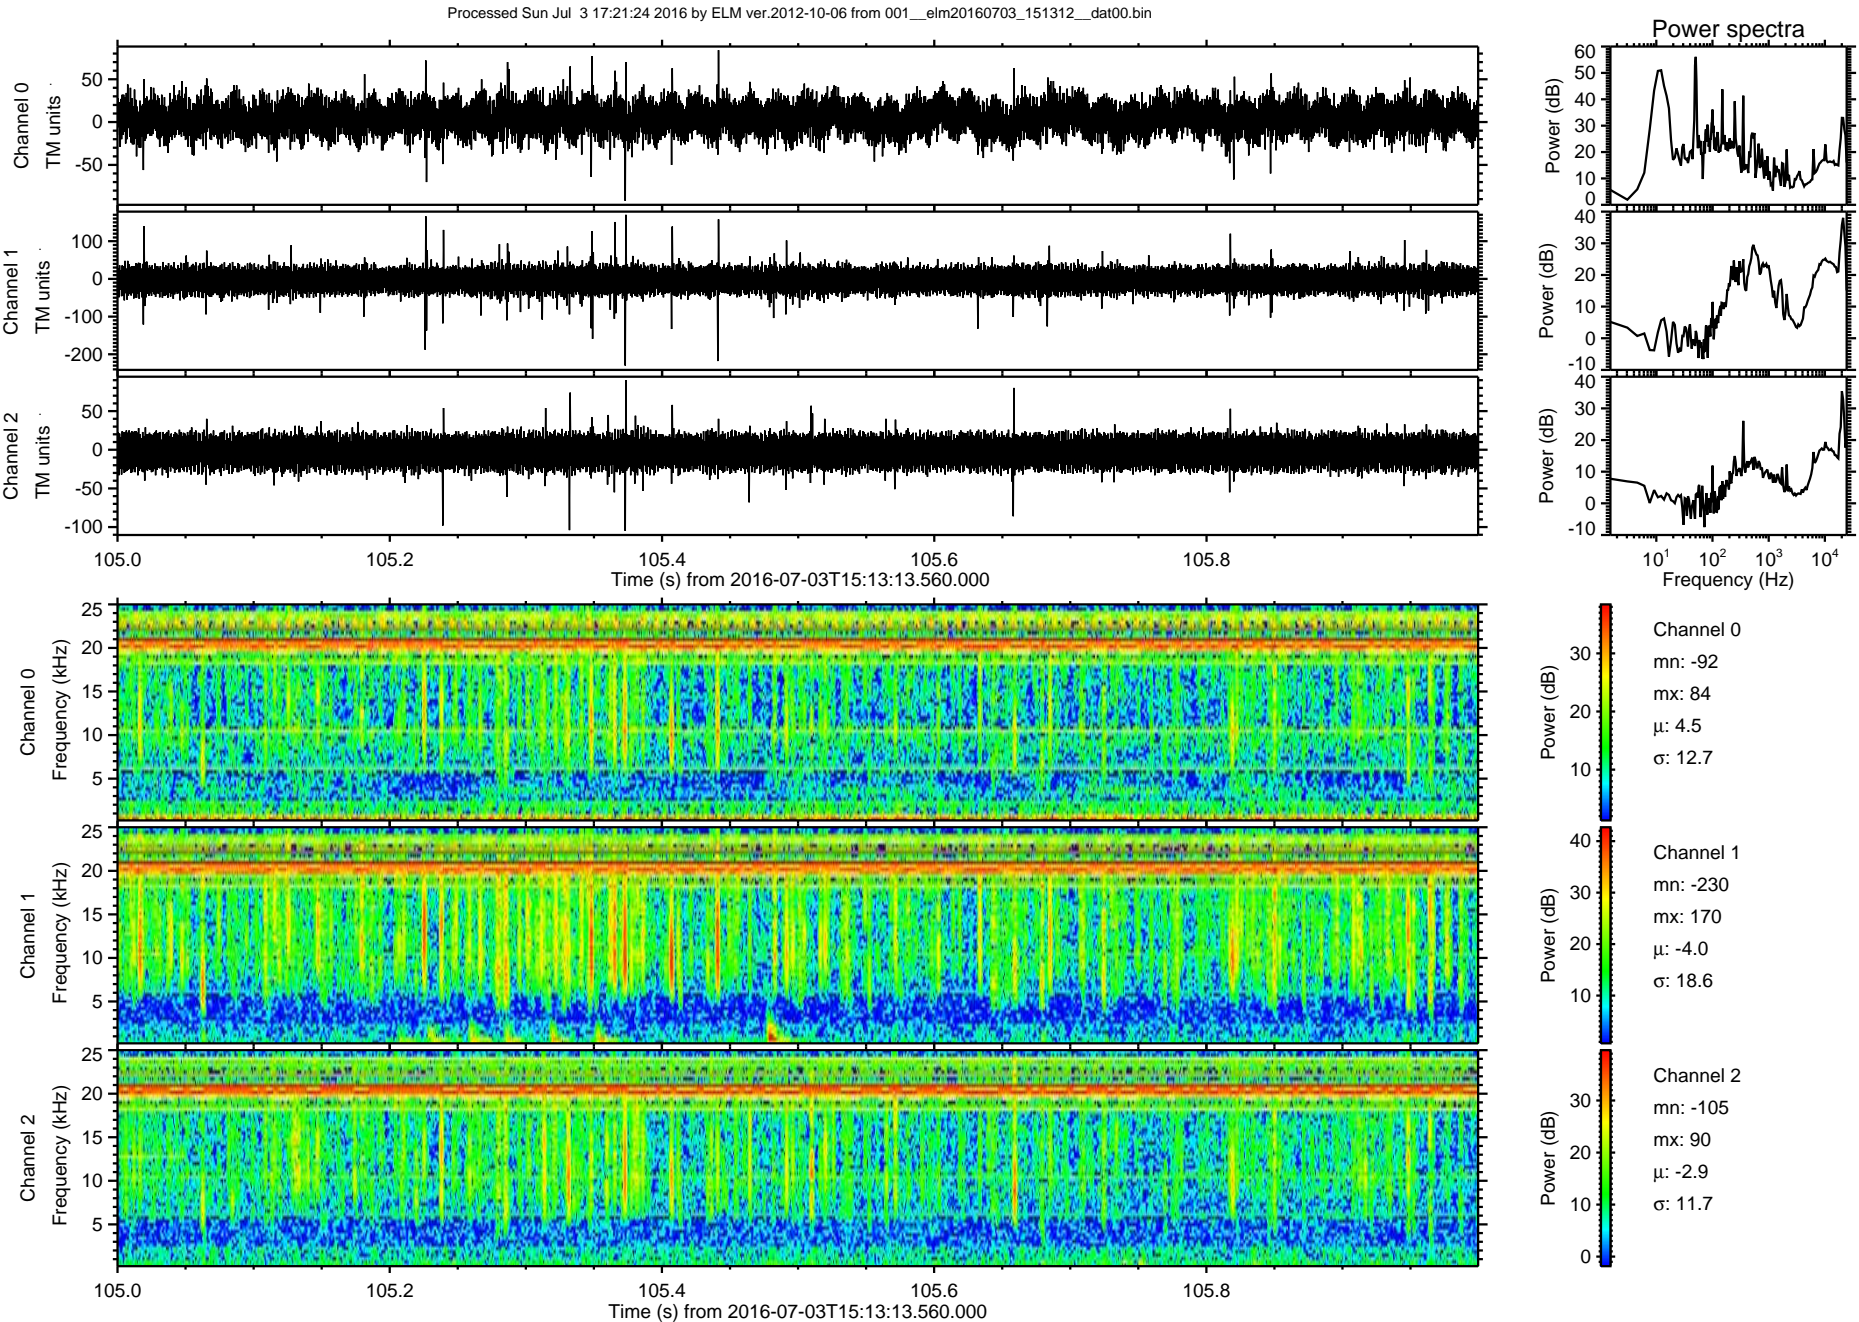 Processed Sun Jul  3 17:21:24 2016 by ELM ver.2012-10-06 from 001__elm20160703_151312__dat00.bin
Power spectra
Channel 0
TM units
50
0
-50
Power (dB)
60
50
40
30
20
10
0
Channel 1
TM units
100
0
-100
-200
Power (dB)
40
30
20
10
0
-10
Channel 2
TM units
50
0
-50
-100
Power (dB)
40
30
20
10
0
-10
105.0 105.2 105.4 105.6 105.8
Time (s) from 2016-07-03T15:13:13.560.000
10^1 10^2 10^3 10^4
Frequency (Hz)
Channel 0
Frequency (kHz)
25
20
15
10
5
Power (dB)
30
20
10
Channel 0
mn: -92
mx: 84
μ: 4.5
σ: 12.7
Channel 1
Frequency (kHz)
25
20
15
10
5
Power (dB)
40
30
20
10
Channel 1
mn: -230
mx: 170
μ: -4.0
σ: 18.6
Channel 2
Frequency (kHz)
25
20
15
10
5
Power (dB)
30
20
10
0
Channel 2
mn: -105
mx: 90
μ: -2.9
σ: 11.7
105.0 105.2 105.4 105.6 105.8
Time (s) from 2016-07-03T15:13:13.560.000